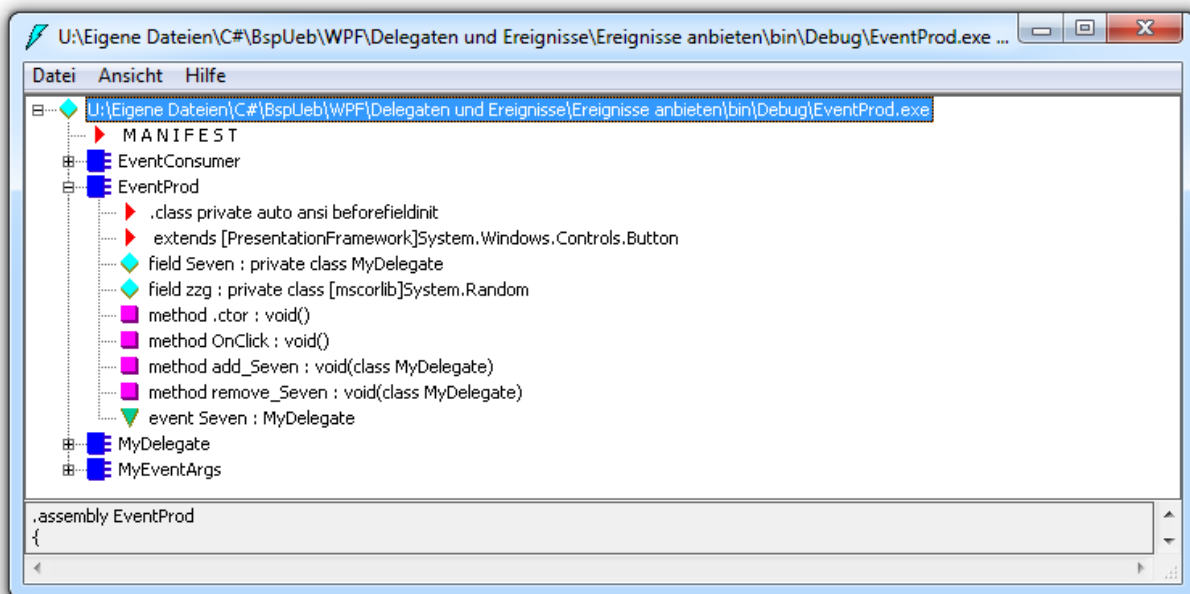 U:\Eigene Dateien\C#\BspUeb\WPF\Delegaten und Ereignisse\Ereignisse anbieten\bin\Debug\EventProd.exe ...
Datei Ansicht Hilfe
U:\Eigene Dateien\C#\BspUeb\WPF\Delegaten und Ereignisse\Ereignisse anbieten\bin\Debug\EventProd.exe
M A N I F E S T
EventConsumer
EventProd
.class private auto ansi beforefieldinit
extends [PresentationFramework]System.Windows.Controls.Button
field Seven : private class MyDelegate
field zzg : private class [mscorlib]System.Random
method .ctor : void()
method OnClick : void()
method add_Seven : void(class MyDelegate)
method remove_Seven : void(class MyDelegate)
event Seven : MyDelegate
MyDelegate
MyEventArgs
.assembly EventProd
{